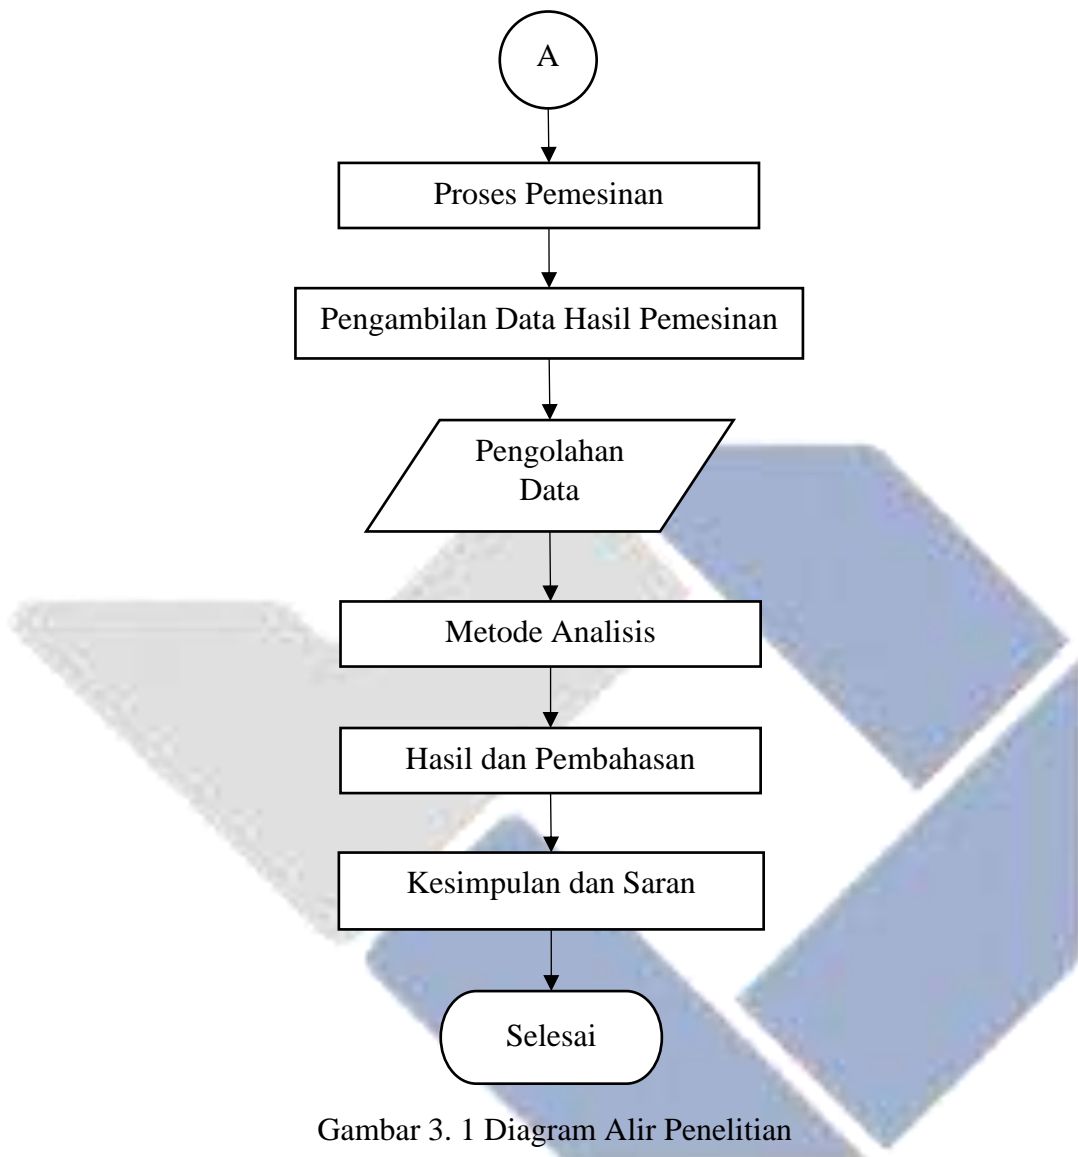 A
Proses Pemesinan
Pengambilan Data Hasil Pemesinan
Pengolahan
Data
Metode Analisis
Hasil dan Pembahasan
Kesimpulan dan Saran
Selesai
Gambar 3. 1 Diagram Alir Penelitian